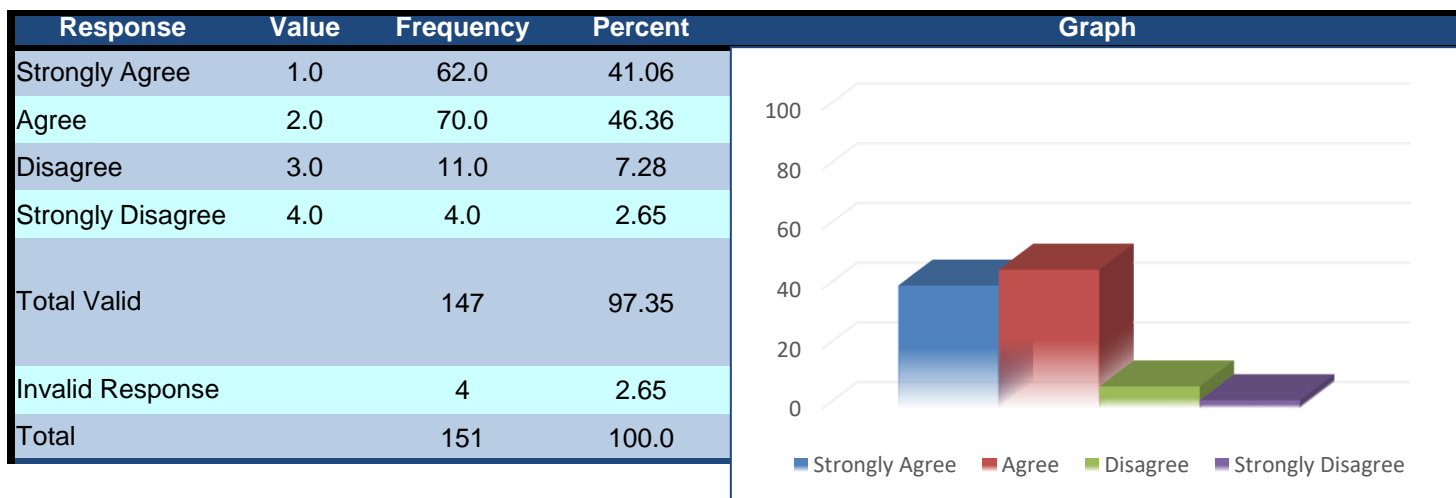 Response Value Frequency Percent Graph
Strongly Agree 1.0 62.0 41.06
Agree 2.0 70.0 46.36
Disagree 3.0 11.0 7.28
Strongly Disagree 4.0 4.0 2.65
Total Valid 147 97.35
Invalid Response 4 2.65
Total 151 100.0
100
80
60
40
20
0
Strongly Agree Agree Disagree Strongly Disagree